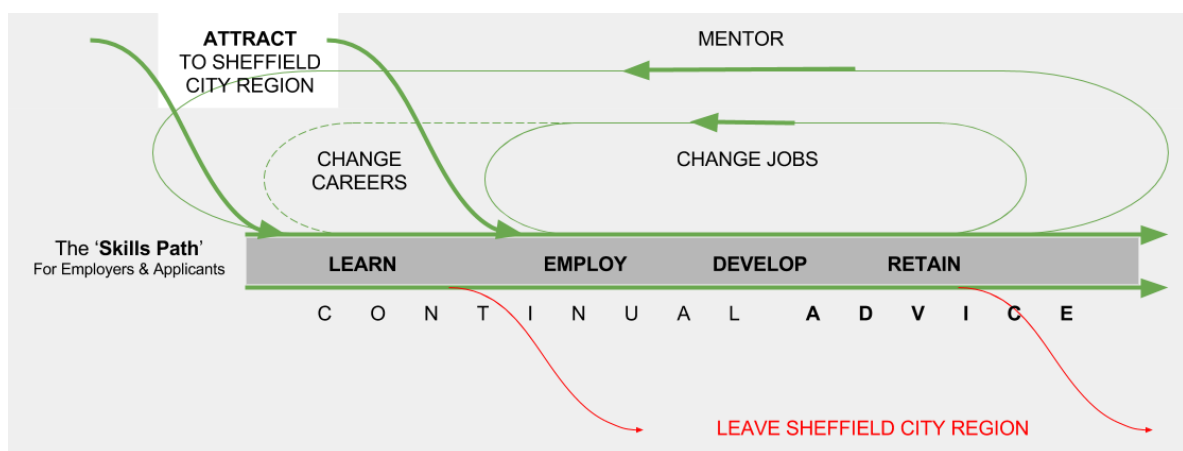 ATTRACT
TO SHEFFIELD
CITY REGION
MENTOR
CHANGE
CAREERS
CHANGE JOBS
The ‘Skills Path’
For Employers & Applicants
LEARN EMPLOY DEVELOP RETAIN
C O N T I N U A L A D V I C E
LEAVE SHEFFIELD CITY REGION